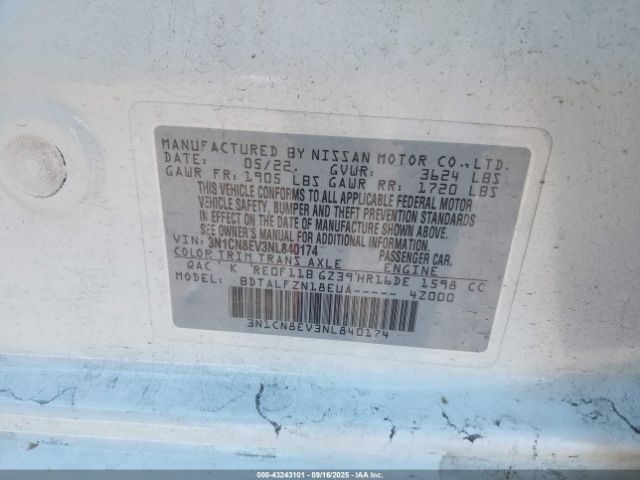 MANUFACTURED BY NISSAN MOTOR CO.,LTD.
DATE: 05/22. GVWR: 3624 LBS
GAWR FR: 1905 LBS GAWR RR: 1720 LBS
THIS VEHICLE CONFORMS TO ALL APPLICABLE FEDERAL MOTOR
VEHICLE SAFETY, BUMPER AND THEFT PREVENTION STANDARDS
IN EFFECT ON THE DATE OF MANUFACTURE SHOWN ABOVE.
SEE OWNER'S MANUAL FOR ADDITIONAL INFORMATION.
VIN: 3N1CN8EV3NL840174 PASSENGER CAR.
COLOR TRIM TRANS AXLE ENGINE
QAC K RE0F11B GZ39 HR16DE 1598 CC
MODEL: BDTALFZN18EUA----- 4Z000
3N1CN8EV3NL840174
000-43243101 - 09/16/2025 - IAA Inc.